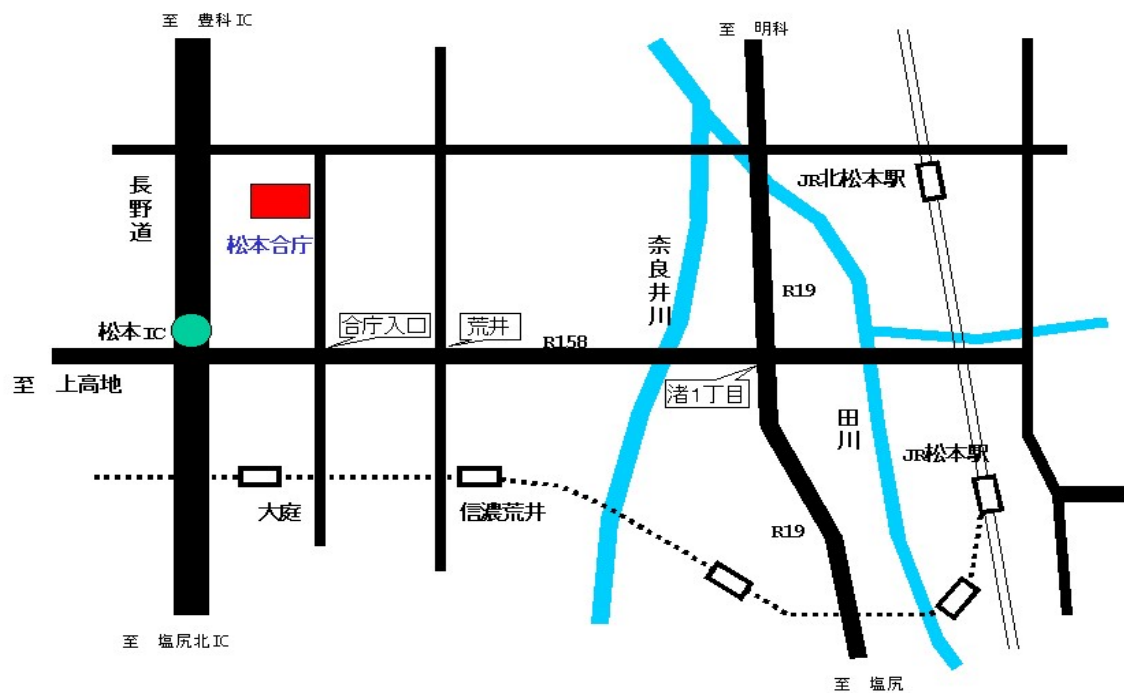 至 豊科IC
至 明科
長野道
JR北松本駅
松本合庁
奈良井川
R19
松本IC
合庁入口
荒井
R158
至 上高地
渚1丁目
田川
JR松本駅
大庭
信濃荒井
R19
至 塩尻北IC
至 塩尻